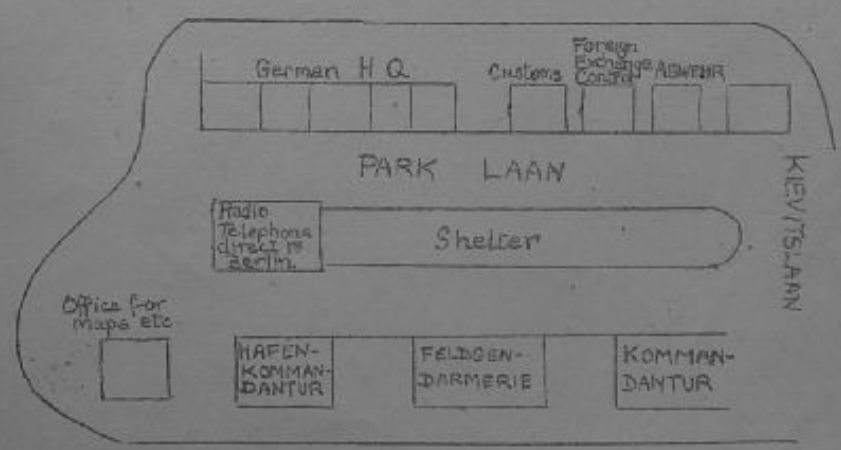 German H Q
Customs
Foreign
Exchange
Control
ABWEHR
PARK LAAN
KIEVITSLAAN
Radio
Telephone
direct to
Berlin
Shelter
Office for
maps etc
HAFEN-
KOMMAN-
DANTUR
FELDGEN-
DARMERIE
KOMMAN-
DANTUR